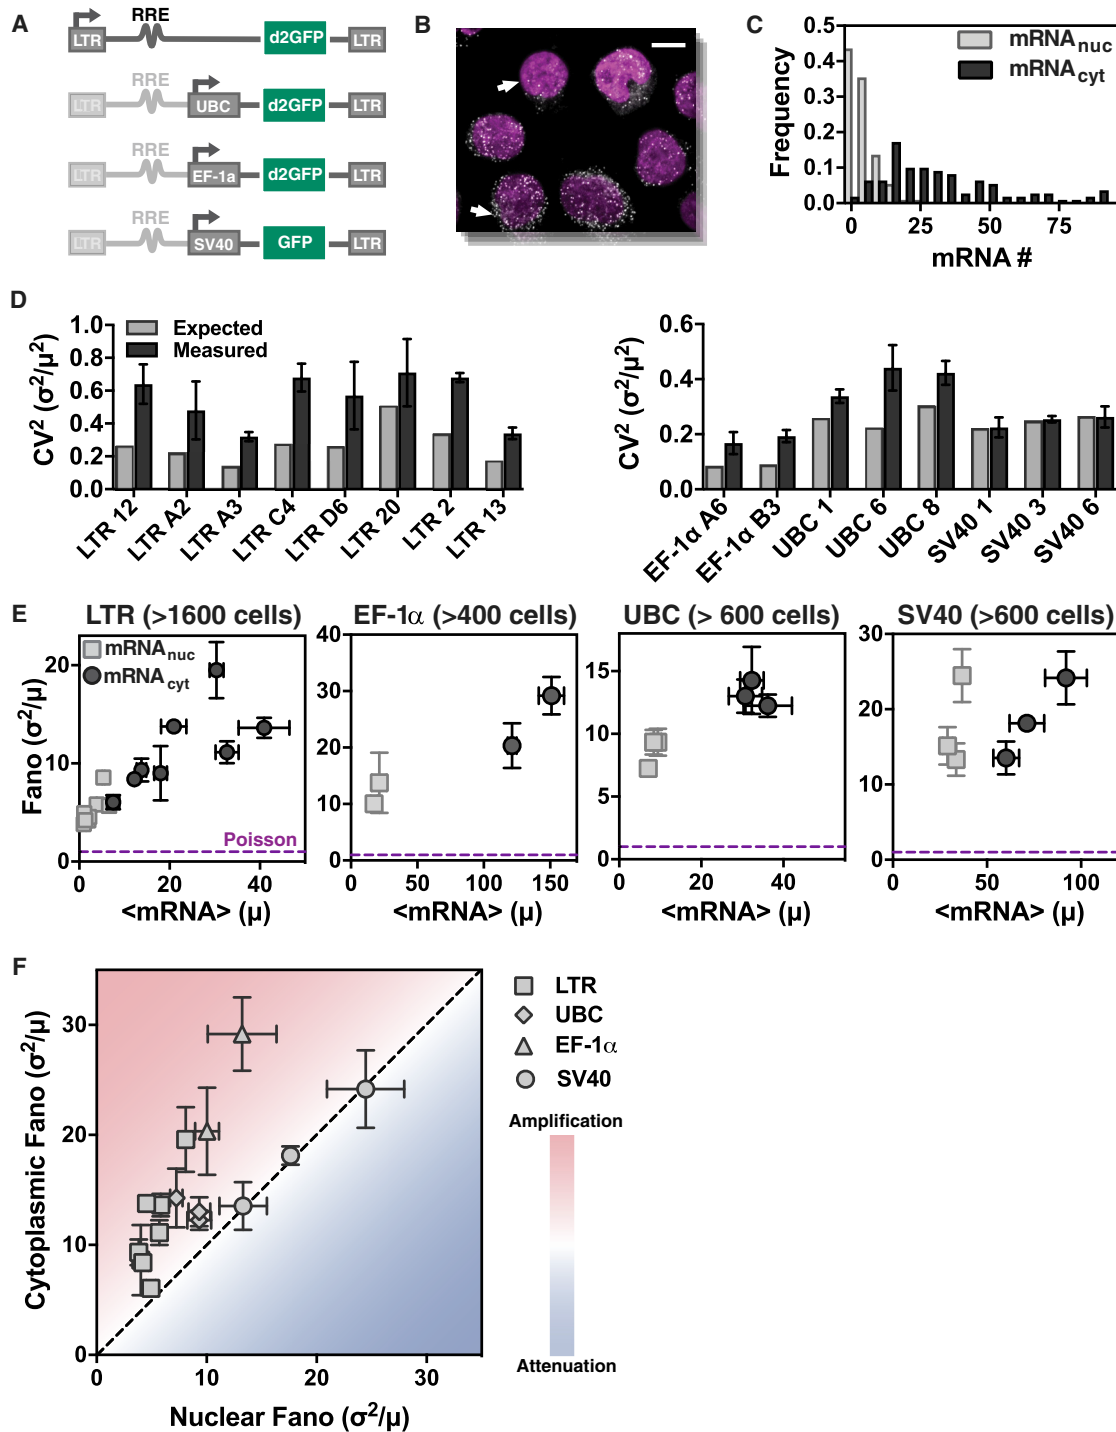 A
RRE
LTR
d2GFP
LTR
RRE
LTR
UBC
d2GFP
LTR
RRE
LTR
EF-1a
d2GFP
LTR
RRE
LTR
SV40
GFP
LTR
B
C
0.5
0.4
0.3
0.2
0.1
0.0
Frequency
mRNAnuc
mRNAcyt
0 25 50 75
mRNA #
D
1.0
0.8
0.6
0.4
0.2
0.0
CV² (σ²/μ²)
Expected
Measured
LTR 12
LTR A2
LTR A3
LTR C4
LTR D6
LTR 20
LTR 2
LTR 13
0.6
0.4
0.2
0.0
CV² (σ²/μ²)
EF-1α A6
EF-1α B3
UBC 1
UBC 6
UBC 8
SV40 1
SV40 3
SV40 6
E
LTR (>1600 cells)
mRNAnuc
mRNAcyt
20
10
0
Fano (σ²/μ)
Poisson
0 20 40
<mRNA> (μ)
EF-1α (>400 cells)
40
30
20
10
0
0 50 100 150
<mRNA> (μ)
UBC (> 600 cells)
15
10
5
0
0 20 40
<mRNA> (μ)
SV40 (>600 cells)
30
20
10
0
0 50 100
<mRNA> (μ)
F
30
20
10
0
Cytoplasmic Fano (σ²/μ)
0 10 20 30
Nuclear Fano (σ²/μ)
LTR
UBC
EF-1α
SV40
Amplification
Attenuation